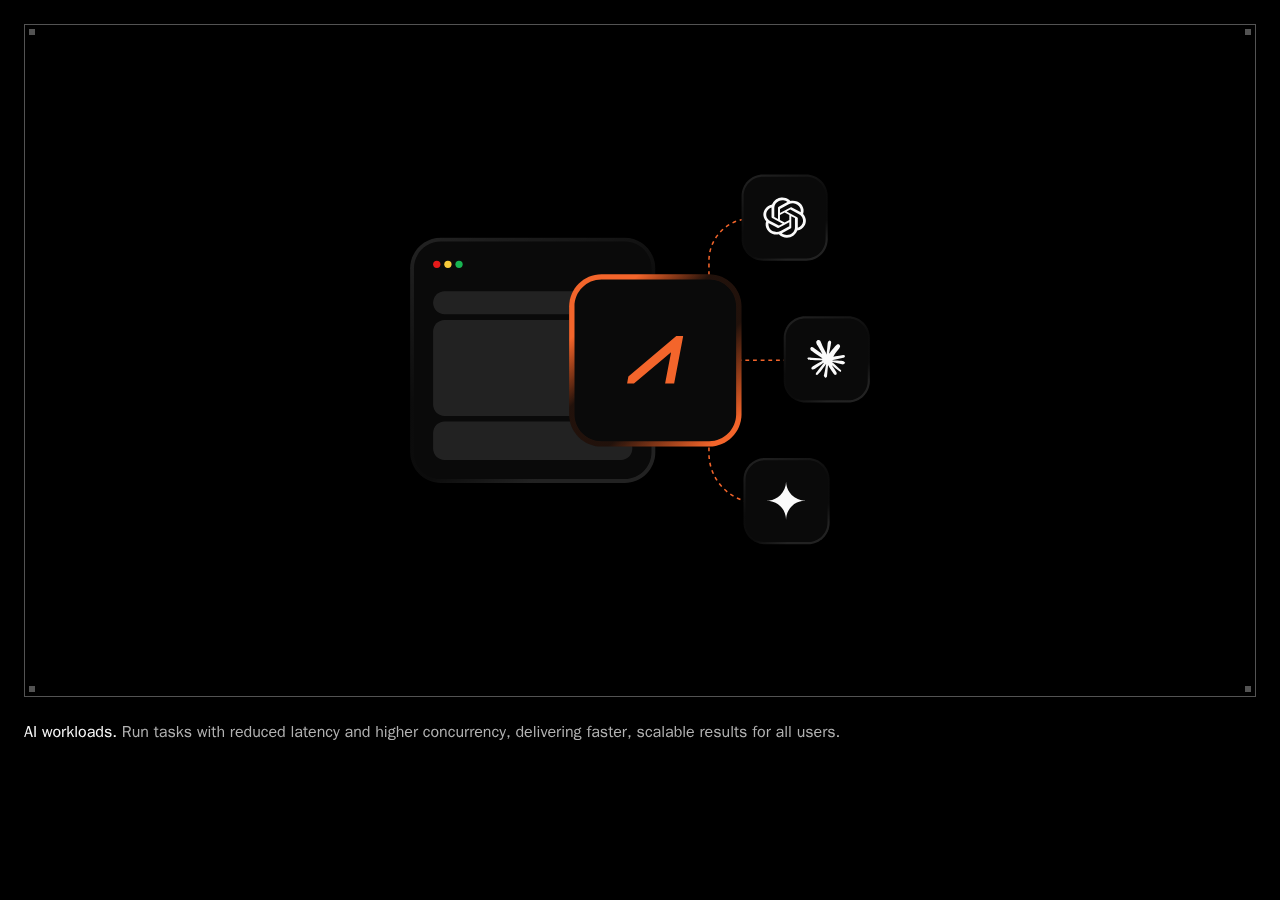 AI workloads. Run tasks with reduced latency and higher concurrency, delivering faster, scalable results for all users.